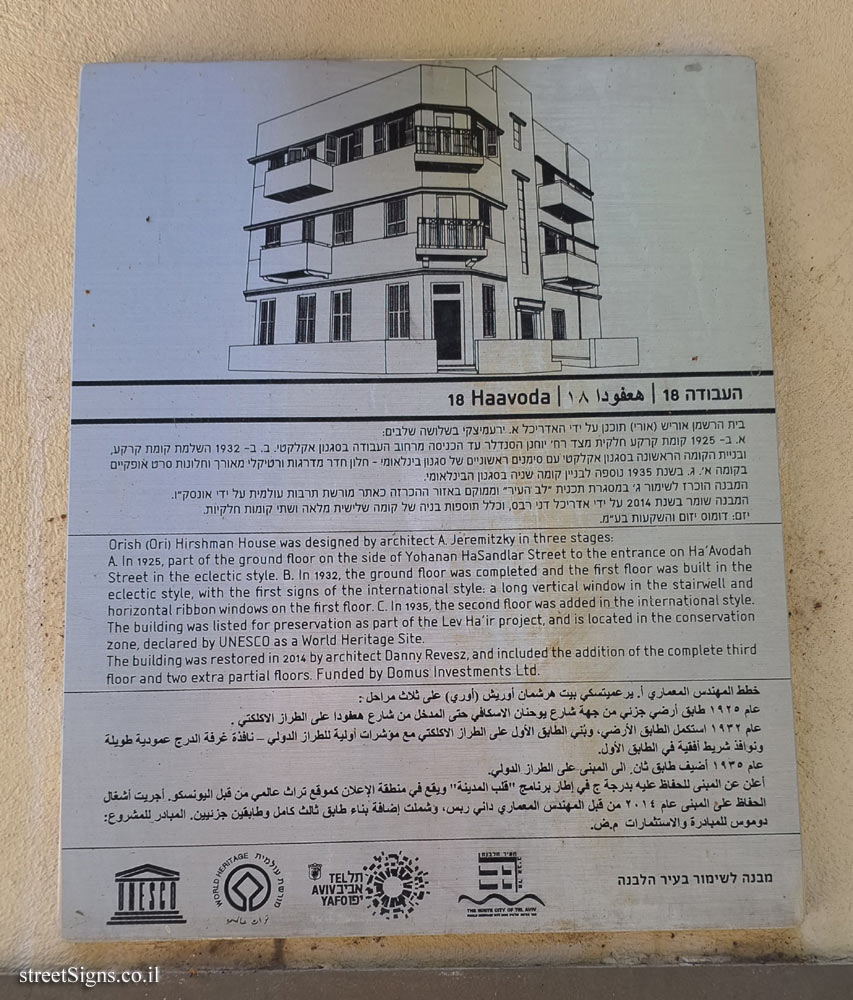 העבודה 18 | هعفودا ١٨ | Haavoda 18
בית הרשמן אוריש (אורי) תוכנן על ידי האדריכל א. ירעמיצקי בשלושה שלבים:
א. ב- 1925 קומת קרקע חלקית מצד רח' יוחנן הסנדלר עד הכניסה מרחוב העבודה בסגנון אקלקטי. ב. ב- 1932 השלמת קומת קרקע,
ובניית הקומה הראשונה בסגנון אקלקטי עם סימנים ראשוניים של סגנון בינלאומי - חלון חדר מדרגות ורטיקלי מאורך וחלונות סרט אופקיים
בקומה א'. ג. בשנת 1935 נוספה לבניין קומה שניה בסגנון הבינלאומי.
המבנה הוכרז לשימור ג' במסגרת תכנית "לב העיר" וממוקם באזור ההכרזה כאתר מורשת תרבות עולמית על ידי אונסק"ו.
המבנה שומר בשנת 2014 על ידי אדריכל דני רבס, וכלל תוספות בניה של קומה שלישית מלאה ושתי קומות חלקיות.
יזם: דומוס יזום והשקעות בע"מ.
Orish (Ori) Hirshman House was designed by architect A. Jeremitzky in three stages:
A. In 1925, part of the ground floor on the side of Yohanan HaSandlar Street to the entrance on Ha'Avodah
Street in the eclectic style. B. In 1932, the ground floor was completed and the first floor was built in the
eclectic style, with the first signs of the international style: a long vertical window in the stairwell and
horizontal ribbon windows on the first floor. C. In 1935, the second floor was added in the international style.
The building was listed for preservation as part of the Lev Ha'ir project, and is located in the conservation
zone, declared by UNESCO as a World Heritage Site.
The building was restored in 2014 by architect Danny Revesz, and included the addition of the complete third
floor and two extra partial floors. Funded by Domus Investments Ltd.
خطط المهندس المعماري أ. يرعميتسكي بيت هرشمان أوريش (أوري) على ثلاث مراحل :
عام ١٩٢٥ طابق أرضي جزئي من جهة شارع يوحنان الاسكافي حتى المدخل من شارع هعفودا على الطراز الاكلكتي .
عام ١٩٣٢ استكمل الطابق الأرضي، وبُني الطابق الأول على الطراز الاكلكتي مع مؤشرات أولية للطراز الدولي – نافذة غرفة الدرج عمودية طويلة
ونوافذ شريط أفقية في الطابق الأول.
عام ١٩٣٥ أضيف طابق ثان. الى المبنى على الطراز الدولي.
أعلن عن المبنى للحفاظ عليه بدرجة ج في إطار برنامج "قلب المدينة" ويقع في منطقة الإعلان كموقع تراث عالمي من قبل اليونسكو. أجريت أشغال
الحفاظ على المبنى عام ٢٠١٤ من قبل المهندس المعماري داني ربس، وشملت إضافة بناء طابق ثالث كامل وطابقين جزئيين. المبادر للمشروع:
دوموس للمبادرة والاستثمارات م.ض.
UNESCO
WORLD HERITAGE מורשת עולמית
תל
TEL
אביב
AVIV
יפו
YAFO
העיר הלבנה
תל אביב
THE WHITE CITY OF TEL AVIV
מבנה לשימור בעיר הלבנה
streetSigns.co.il